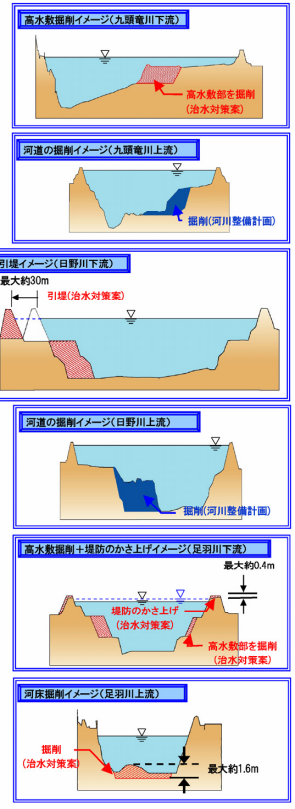 高水敷掘削イメージ(九頭竜川下流)
高水敷部を掘削
(治水対策案)
河道の掘削イメージ(九頭竜川上流)
掘削(河川整備計画)
引堤イメージ(日野川下流)
最大約30m
引堤(治水対策案)
河道の掘削イメージ(日野川上流)
掘削(河川整備計画)
高水敷掘削+堤防のかさ上げイメージ(足羽川下流)
最大約0.4m
堤防のかさ上げ
(治水対策案)
高水敷部を掘削
(治水対策案)
河床掘削イメージ(足羽川上流)
掘削
(治水対策案)
最大約1.6m